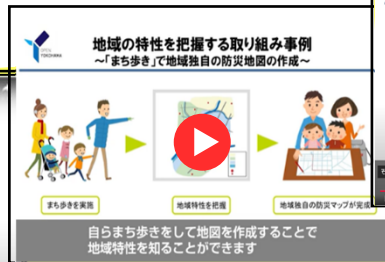 YOKOHAMA
地域の特性を把握する取り組み事例
～「まち歩き」で地域独自の防災地図の作成～
まち歩きを実施
地域特性を把握
地域独自の防災マップが完成
自らまち歩きをして地図を作成することで
地域特性を知ることができます